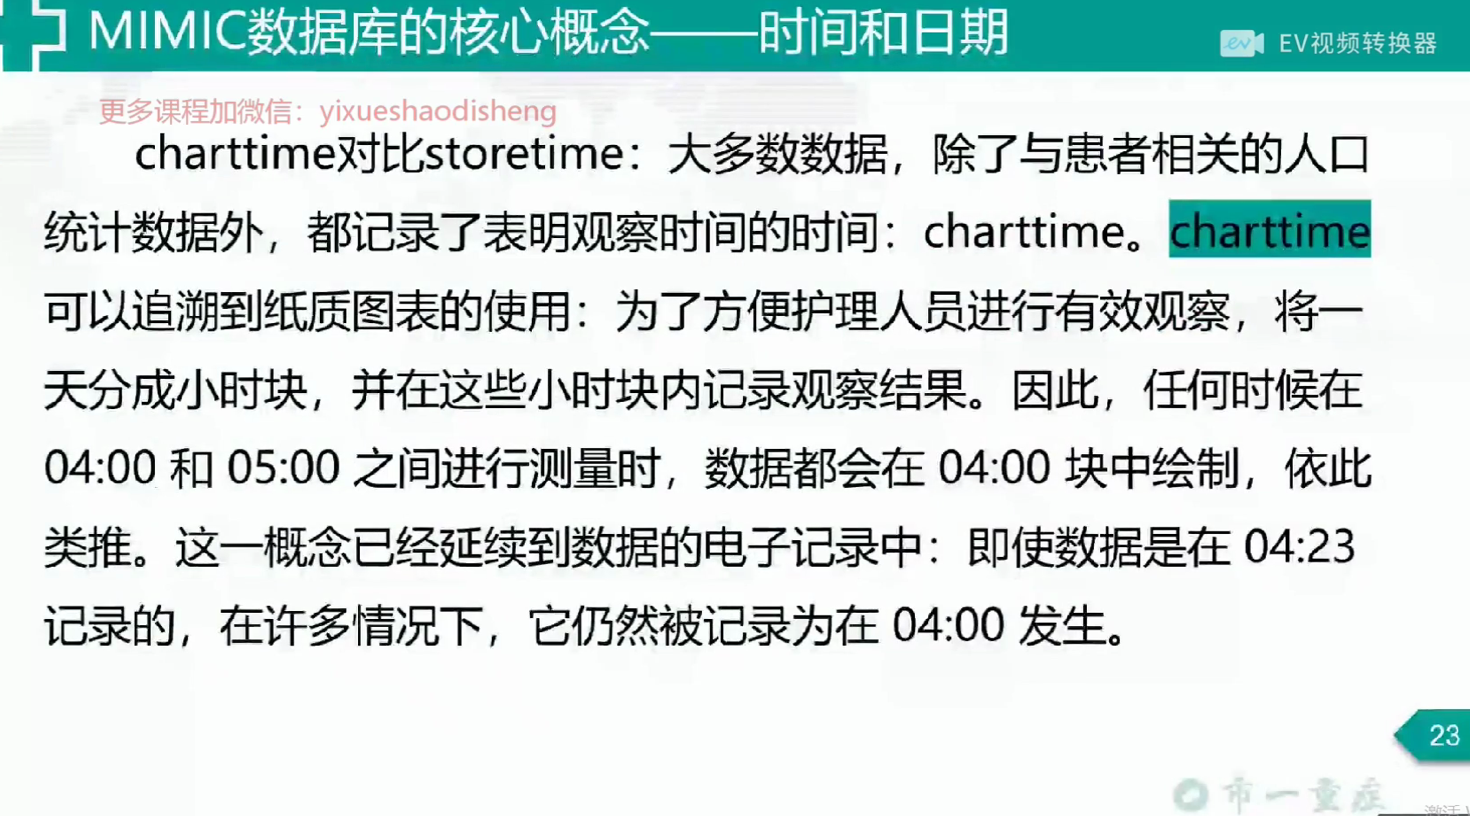 MIMIC数据库的核心概念——时间和日期
EV视频转换器
更多课程加微信：yixueshaodisheng
charttime对比storetime：大多数数据，除了与患者相关的人口
统计数据外，都记录了表明观察时间的时间：charttime。charttime
可以追溯到纸质图表的使用：为了方便护理人员进行有效观察，将一
天分成小时块，并在这些小时块内记录观察结果。因此，任何时候在
04:00 和 05:00 之间进行测量时，数据都会在 04:00 块中绘制，依此
类推。这一概念已经延续到数据的电子记录中：即使数据是在 04:23
记录的，在许多情况下，它仍然被记录为在 04:00 发生。
23
市一重症
激活